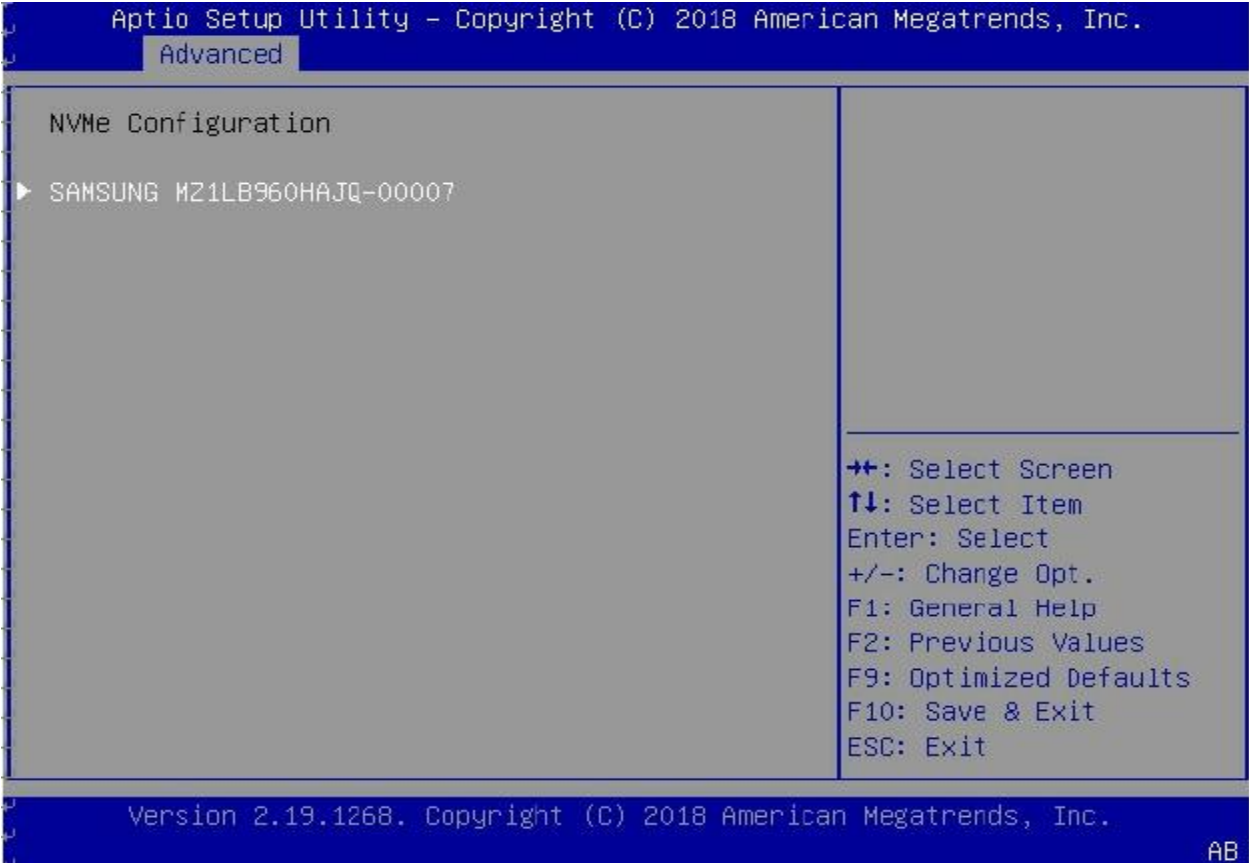 Aptio Setup Utility – Copyright (C) 2018 American Megatrends, Inc.
Advanced
NVMe Configuration
▶ SAMSUNG MZ1LB960HAJQ-00007
→←: Select Screen
↑↓: Select Item
Enter: Select
+/-: Change Opt.
F1: General Help
F2: Previous Values
F9: Optimized Defaults
F10: Save & Exit
ESC: Exit
Version 2.19.1268. Copyright (C) 2018 American Megatrends, Inc.
AB